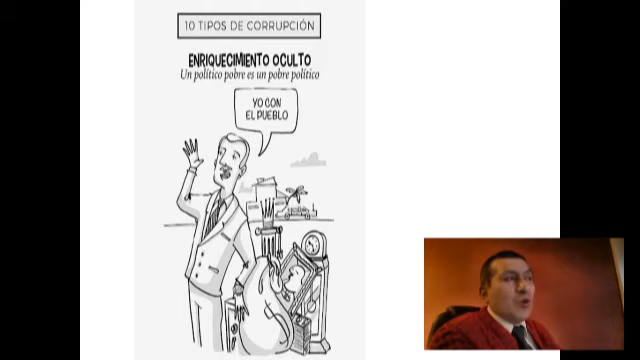 10 TIPOS DE CORRUPCIÓN
ENRIQUECIMIENTO OCULTO
Un político pobre es un pobre político
YO CON
EL PUEBLO